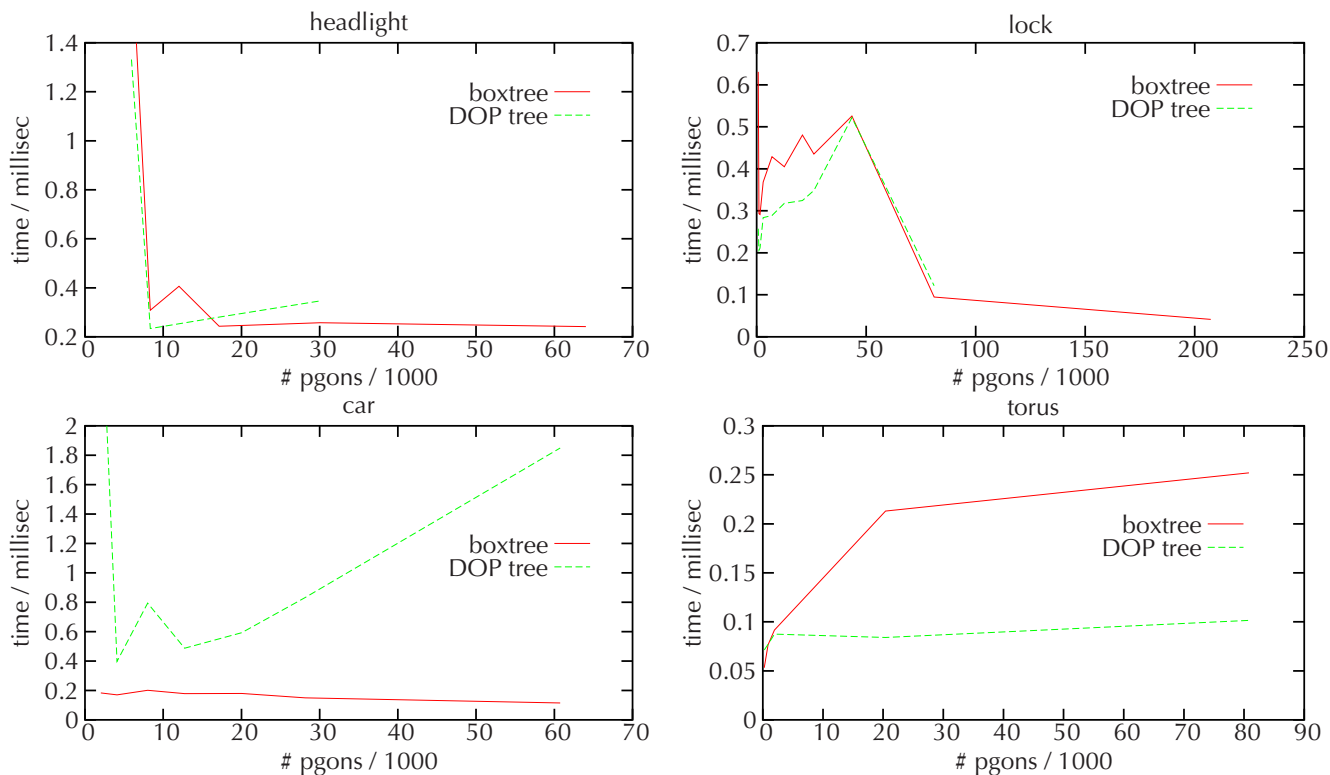 headlight
1.4
1.2
1
0.8
0.6
0.4
0.2
time / millisec
boxtree
DOP tree
0 10 20 30 40 50 60 70
# pgons / 1000
lock
0.7
0.6
0.5
0.4
0.3
0.2
0.1
0
time / millisec
boxtree
DOP tree
0 50 100 150 200 250
# pgons / 1000
car
2
1.8
1.6
1.4
1.2
1
0.8
0.6
0.4
0.2
0
time / millisec
boxtree
DOP tree
0 10 20 30 40 50 60 70
# pgons / 1000
torus
0.3
0.25
0.2
0.15
0.1
0.05
0
time / millisec
boxtree
DOP tree
0 10 20 30 40 50 60 70 80 90
# pgons / 1000